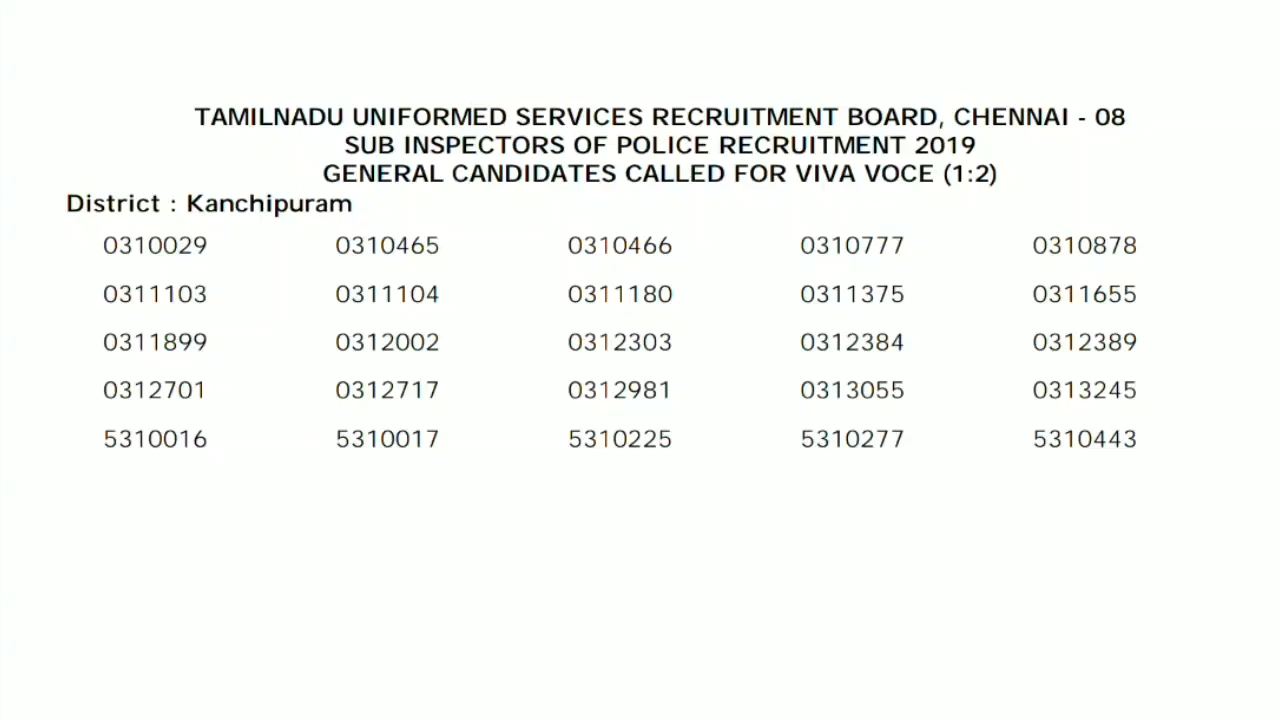 TAMILNADU UNIFORMED SERVICES RECRUITMENT BOARD, CHENNAI - 08
SUB INSPECTORS OF POLICE RECRUITMENT 2019
GENERAL CANDIDATES CALLED FOR VIVA VOCE (1:2)
District : Kanchipuram
0310029 0310465 0310466 0310777 0310878
0311103 0311104 0311180 0311375 0311655
0311899 0312002 0312303 0312384 0312389
0312701 0312717 0312981 0313055 0313245
5310016 5310017 5310225 5310277 5310443